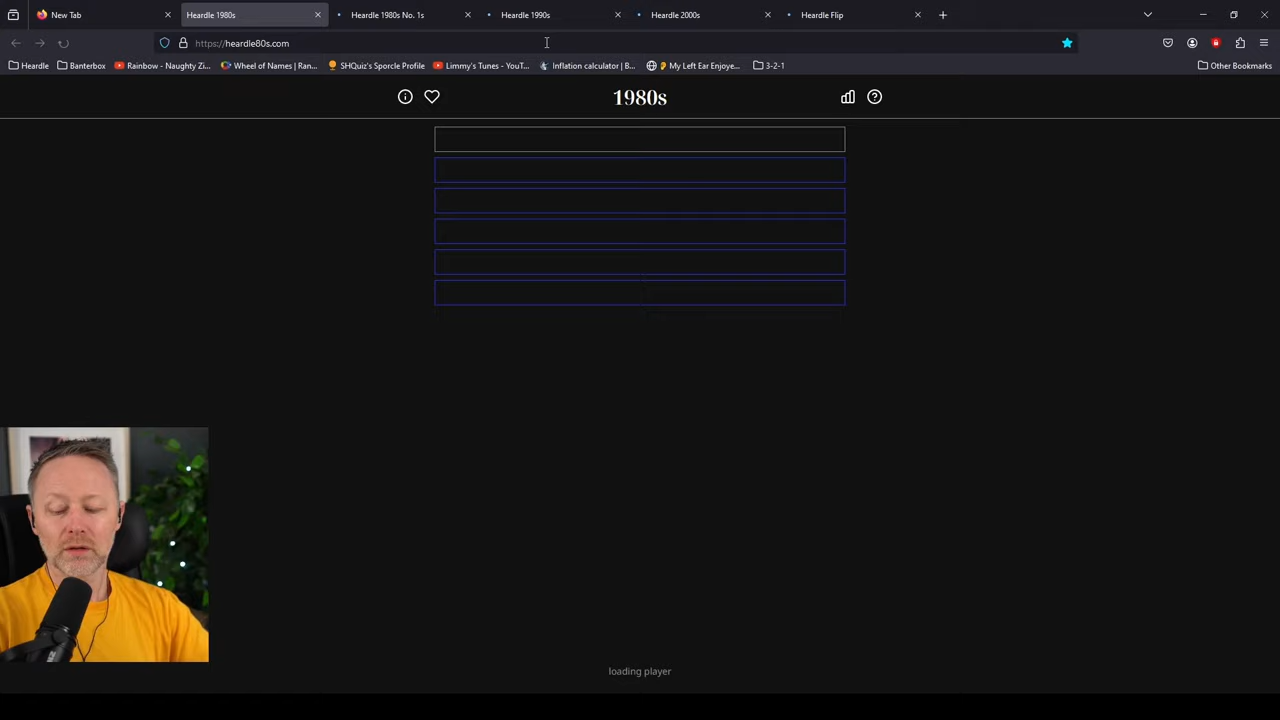 New Tab
Heardle 1980s
Heardle 1980s No. 1s
Heardle 1990s
Heardle 2000s
Heardle Flip
https://heardle80s.com
Heardle
Banterbox
Rainbow - Naughty Zi...
Wheel of Names | Ran...
SHQuiz's Sporcle Profile
Limmy's Tunes - YouT...
Inflation calculator | B...
My Left Ear Enjoye...
3-2-1
Other Bookmarks
1980s
loading player